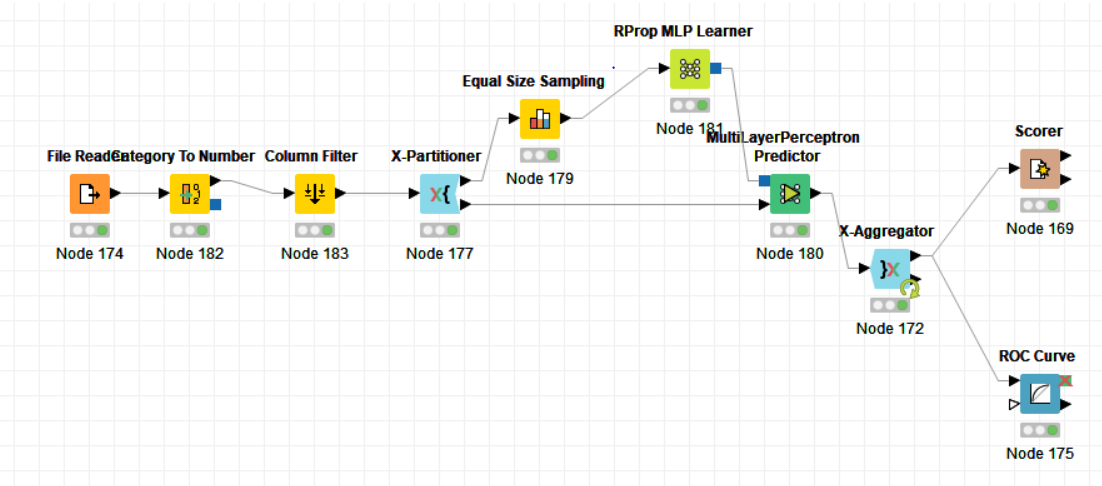 RProp MLP Learner
Node 181
Equal Size Sampling
Node 179
File Reader
Node 174
Category To Number
Node 182
Column Filter
Node 183
X-Partitioner
Node 177
MultiLayerPerceptron
Predictor
Node 180
X-Aggregator
Node 172
Scorer
Node 169
ROC Curve
Node 175